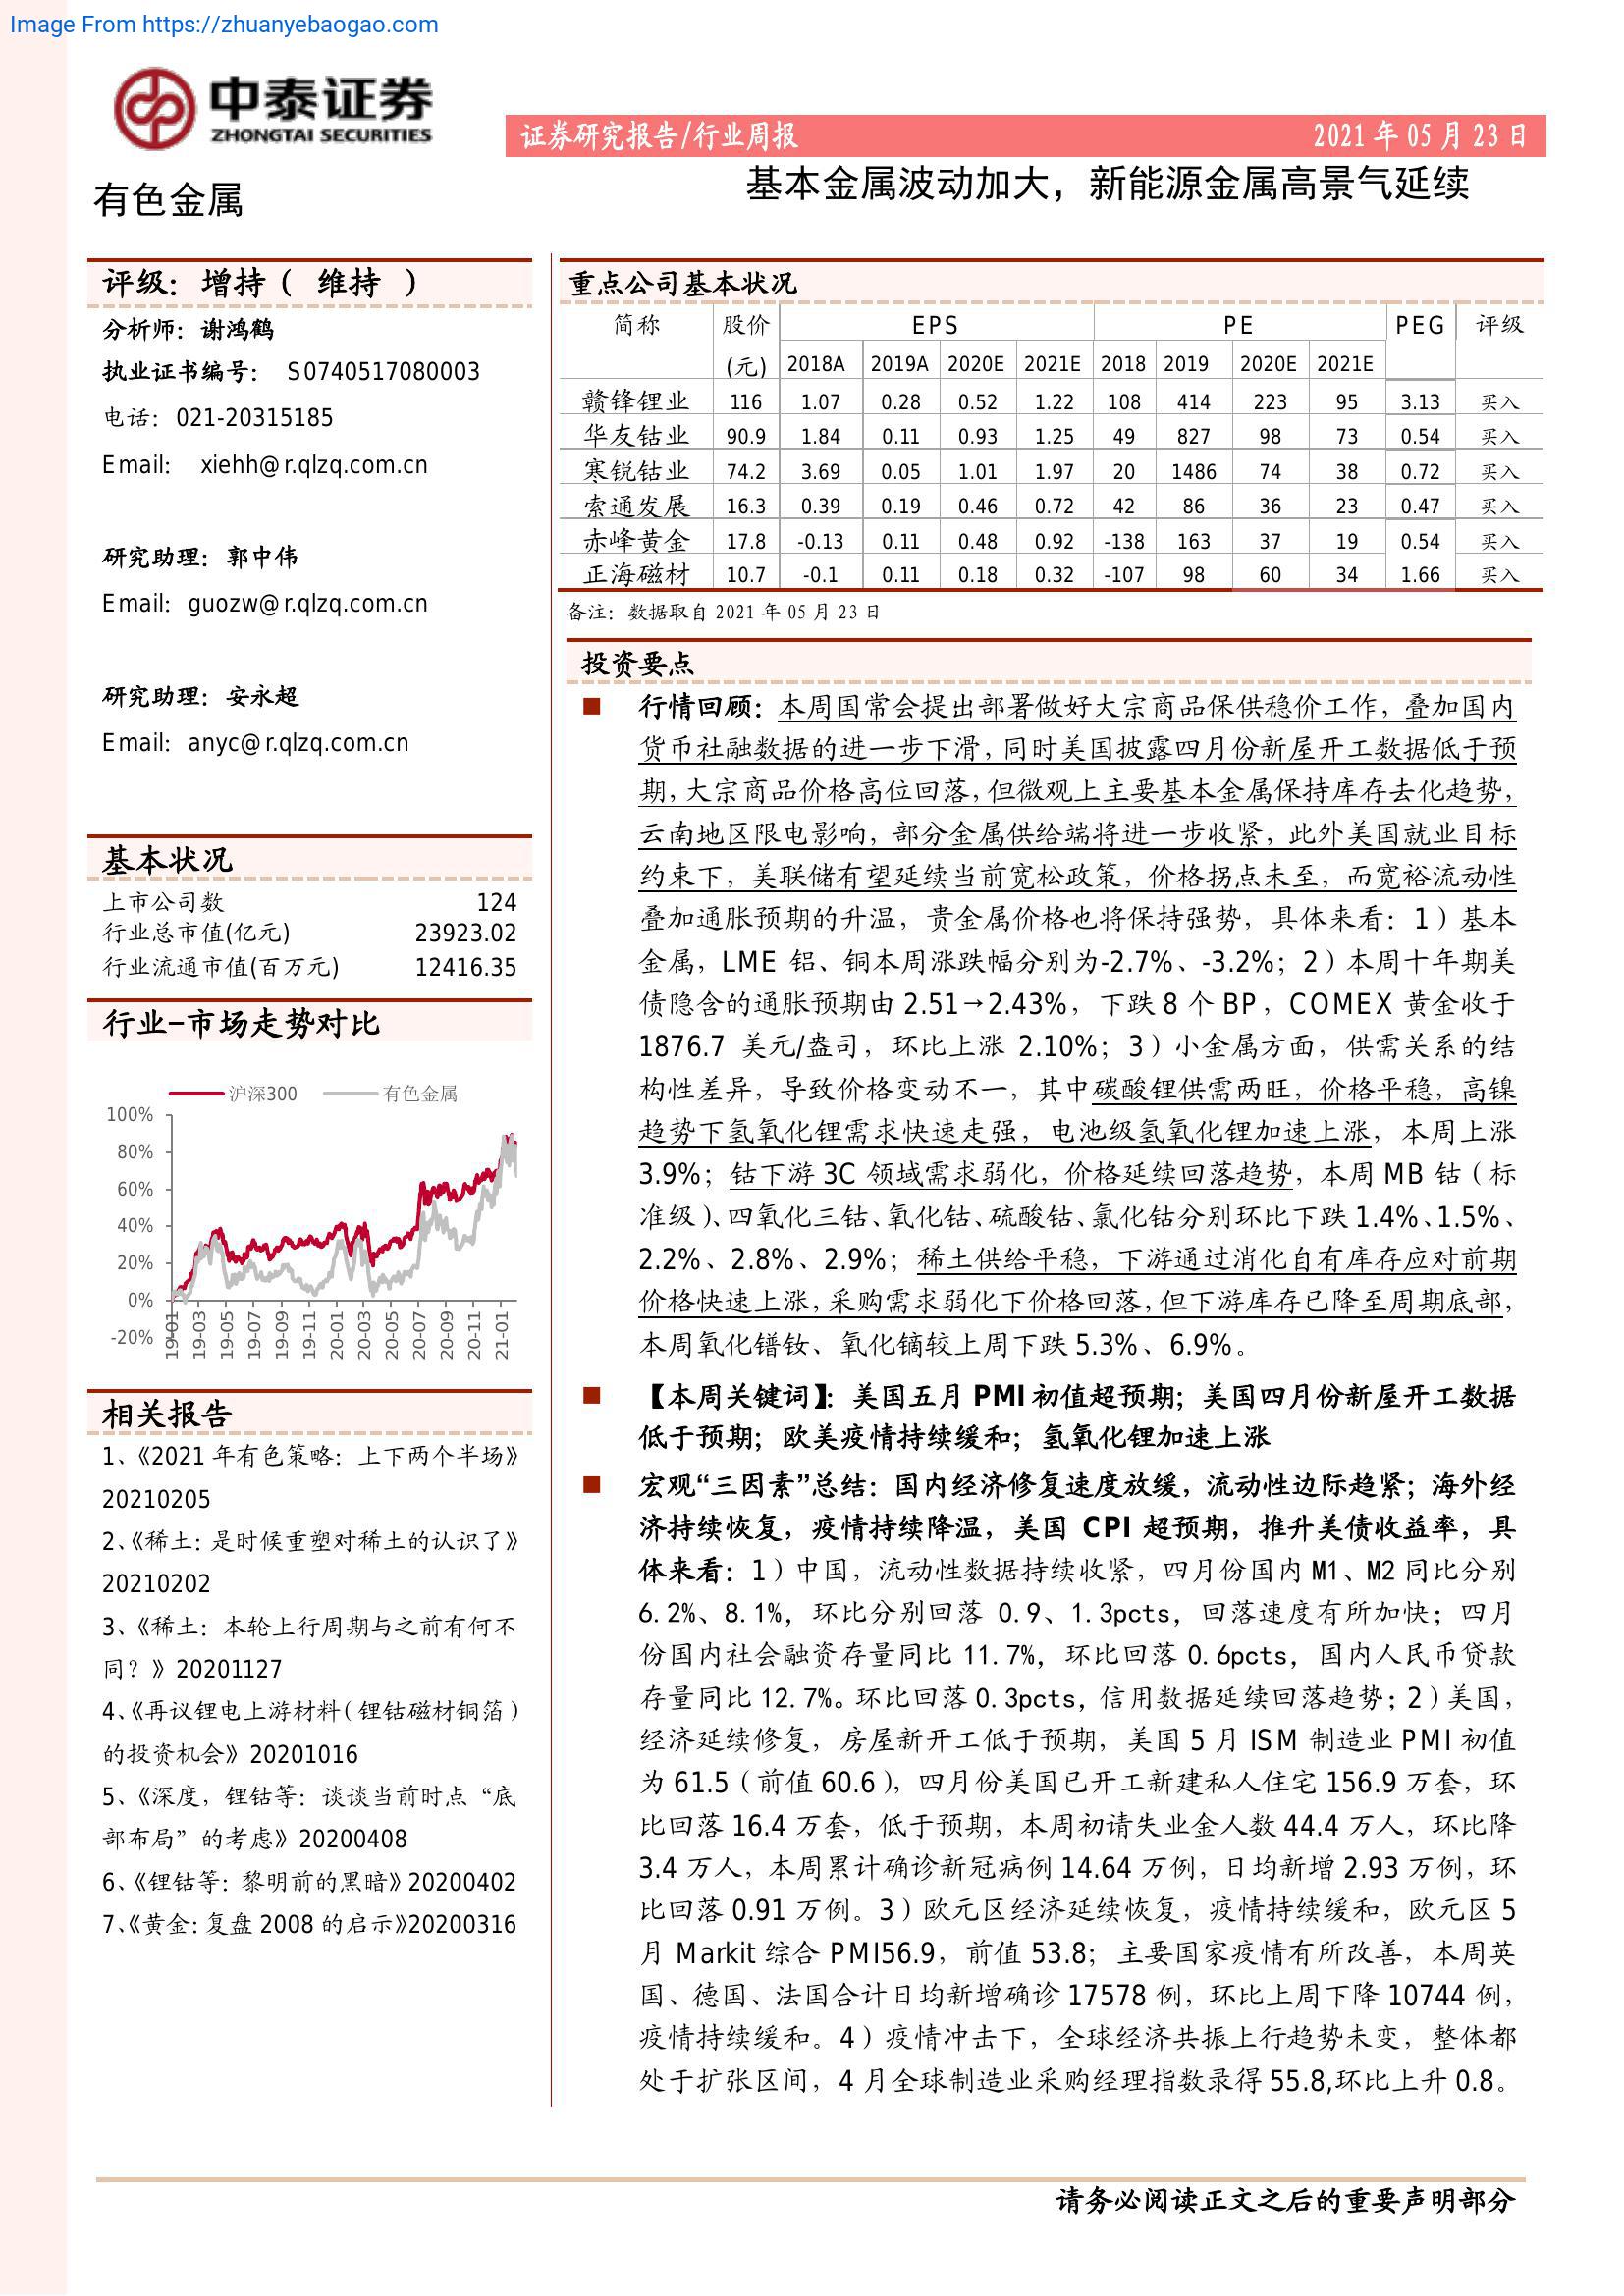 Image From https://zhuanyebaogao.com
中泰证券
ZHONGTAI SECURITIES
证券研究报告/行业周报 2021 年 05 月 23 日
有色金属
基本金属波动加大，新能源金属高景气延续
评级：增持（ 维持 ）
分析师：谢鸿鹤
执业证书编号： S0740517080003
电话：021-20315185
Email: xiehh@r.qlzq.com.cn
研究助理：郭中伟
Email: guozw@r.qlzq.com.cn
研究助理：安永超
Email: anyc@r.qlzq.com.cn
基本状况
上市公司数 124
行业总市值(亿元) 23923.02
行业流通市值(百万元) 12416.35
行业-市场走势对比
沪深300 有色金属
100%
80%
60%
40%
20%
0%
-20%
19-01 19-03 19-05 19-07 19-09 19-11 20-01 20-03 20-05 20-07 20-09 20-11 21-01
相关报告
1、《2021 年有色策略：上下两个半场》
20210205
2、《稀土：是时候重塑对稀土的认识了》
20210202
3、《稀土：本轮上行周期与之前有何不
同？》20201127
4、《再议锂电上游材料（锂钴磁材铜箔）
的投资机会》20201016
5、《深度，锂钴等：谈谈当前时点“底
部布局”的考虑》20200408
6、《锂钴等：黎明前的黑暗》20200402
7、《黄金：复盘 2008 的启示》20200316
重点公司基本状况
简称 股价 EPS PE PEG 评级
(元) 2018A 2019A 2020E 2021E 2018 2019 2020E 2021E
赣锋锂业 116 1.07 0.28 0.52 1.22 108 414 223 95 3.13 买入
华友钴业 90.9 1.84 0.11 0.93 1.25 49 827 98 73 0.54 买入
寒锐钴业 74.2 3.69 0.05 1.01 1.97 20 1486 74 38 0.72 买入
索通发展 16.3 0.39 0.19 0.46 0.72 42 86 36 23 0.47 买入
赤峰黄金 17.8 -0.13 0.11 0.48 0.92 -138 163 37 19 0.54 买入
正海磁材 10.7 -0.1 0.11 0.18 0.32 -107 98 60 34 1.66 买入
备注：数据取自 2021 年 05 月 23 日
投资要点
■ 行情回顾：本周国常会提出部署做好大宗商品保供稳价工作，叠加国内
货币社融数据的进一步下滑，同时美国披露四月份新屋开工数据低于预
期，大宗商品价格高位回落，但微观上主要基本金属保持库存去化趋势，
云南地区限电影响，部分金属供给端将进一步收紧，此外美国就业目标
约束下，美联储有望延续当前宽松政策，价格拐点未至，而宽裕流动性
叠加通胀预期的升温，贵金属价格也将保持强势，具体来看：1）基本
金属，LME 铝、铜本周涨跌幅分别为-2.7%、-3.2%；2）本周十年期美
债隐含的通胀预期由 2.51→2.43%，下跌 8 个 BP，COMEX 黄金收于
1876.7 美元/盎司，环比上涨 2.10%；3）小金属方面，供需关系的结
构性差异，导致价格变动不一，其中碳酸锂供需两旺，价格平稳，高镍
趋势下氢氧化锂需求快速走强，电池级氢氧化锂加速上涨，本周上涨
3.9%；钴下游 3C 领域需求弱化，价格延续回落趋势，本周 MB 钴（标
准级）、四氧化三钴、氧化钴、硫酸钴、氯化钴分别环比下跌 1.4%、1.5%、
2.2%、2.8%、2.9%；稀土供给平稳，下游通过消化自有库存应对前期
价格快速上涨，采购需求弱化下价格回落，但下游库存已降至周期底部，
本周氧化镨钕、氧化镝较上周下跌 5.3%、6.9%。
■ 【本周关键词】：美国五月 PMI 初值超预期；美国四月份新屋开工数据
低于预期；欧美疫情持续缓和；氢氧化锂加速上涨
■ 宏观“三因素”总结：国内经济修复速度放缓，流动性边际趋紧；海外经
济持续恢复，疫情持续降温，美国 CPI 超预期，推升美债收益率，具
体来看：1）中国，流动性数据持续收紧，四月份国内 M1、M2 同比分别
6.2%、8.1%，环比分别回落 0.9、1.3pcts，回落速度有所加快；四月
份国内社会融资存量同比 11.7%，环比回落 0.6pcts，国内人民币贷款
存量同比 12.7%。环比回落 0.3pcts，信用数据延续回落趋势；2）美国，
经济延续修复，房屋新开工低于预期，美国 5 月 ISM 制造业 PMI 初值
为 61.5（前值 60.6），四月份美国已开工新建私人住宅 156.9 万套，环
比回落 16.4 万套，低于预期，本周初请失业金人数 44.4 万人，环比降
3.4 万人，本周累计确诊新冠病例 14.64 万例，日均新增 2.93 万例，环
比回落 0.91 万例。3）欧元区经济延续恢复，疫情持续缓和，欧元区 5
月 Markit 综合 PMI56.9，前值 53.8；主要国家疫情有所改善，本周英
国、德国、法国合计日均新增确诊 17578 例，环比上周下降 10744 例，
疫情持续缓和。4）疫情冲击下，全球经济共振上行趋势未变，整体都
处于扩张区间，4 月全球制造业采购经理指数录得 55.8,环比上升 0.8。
请务必阅读正文之后的重要声明部分